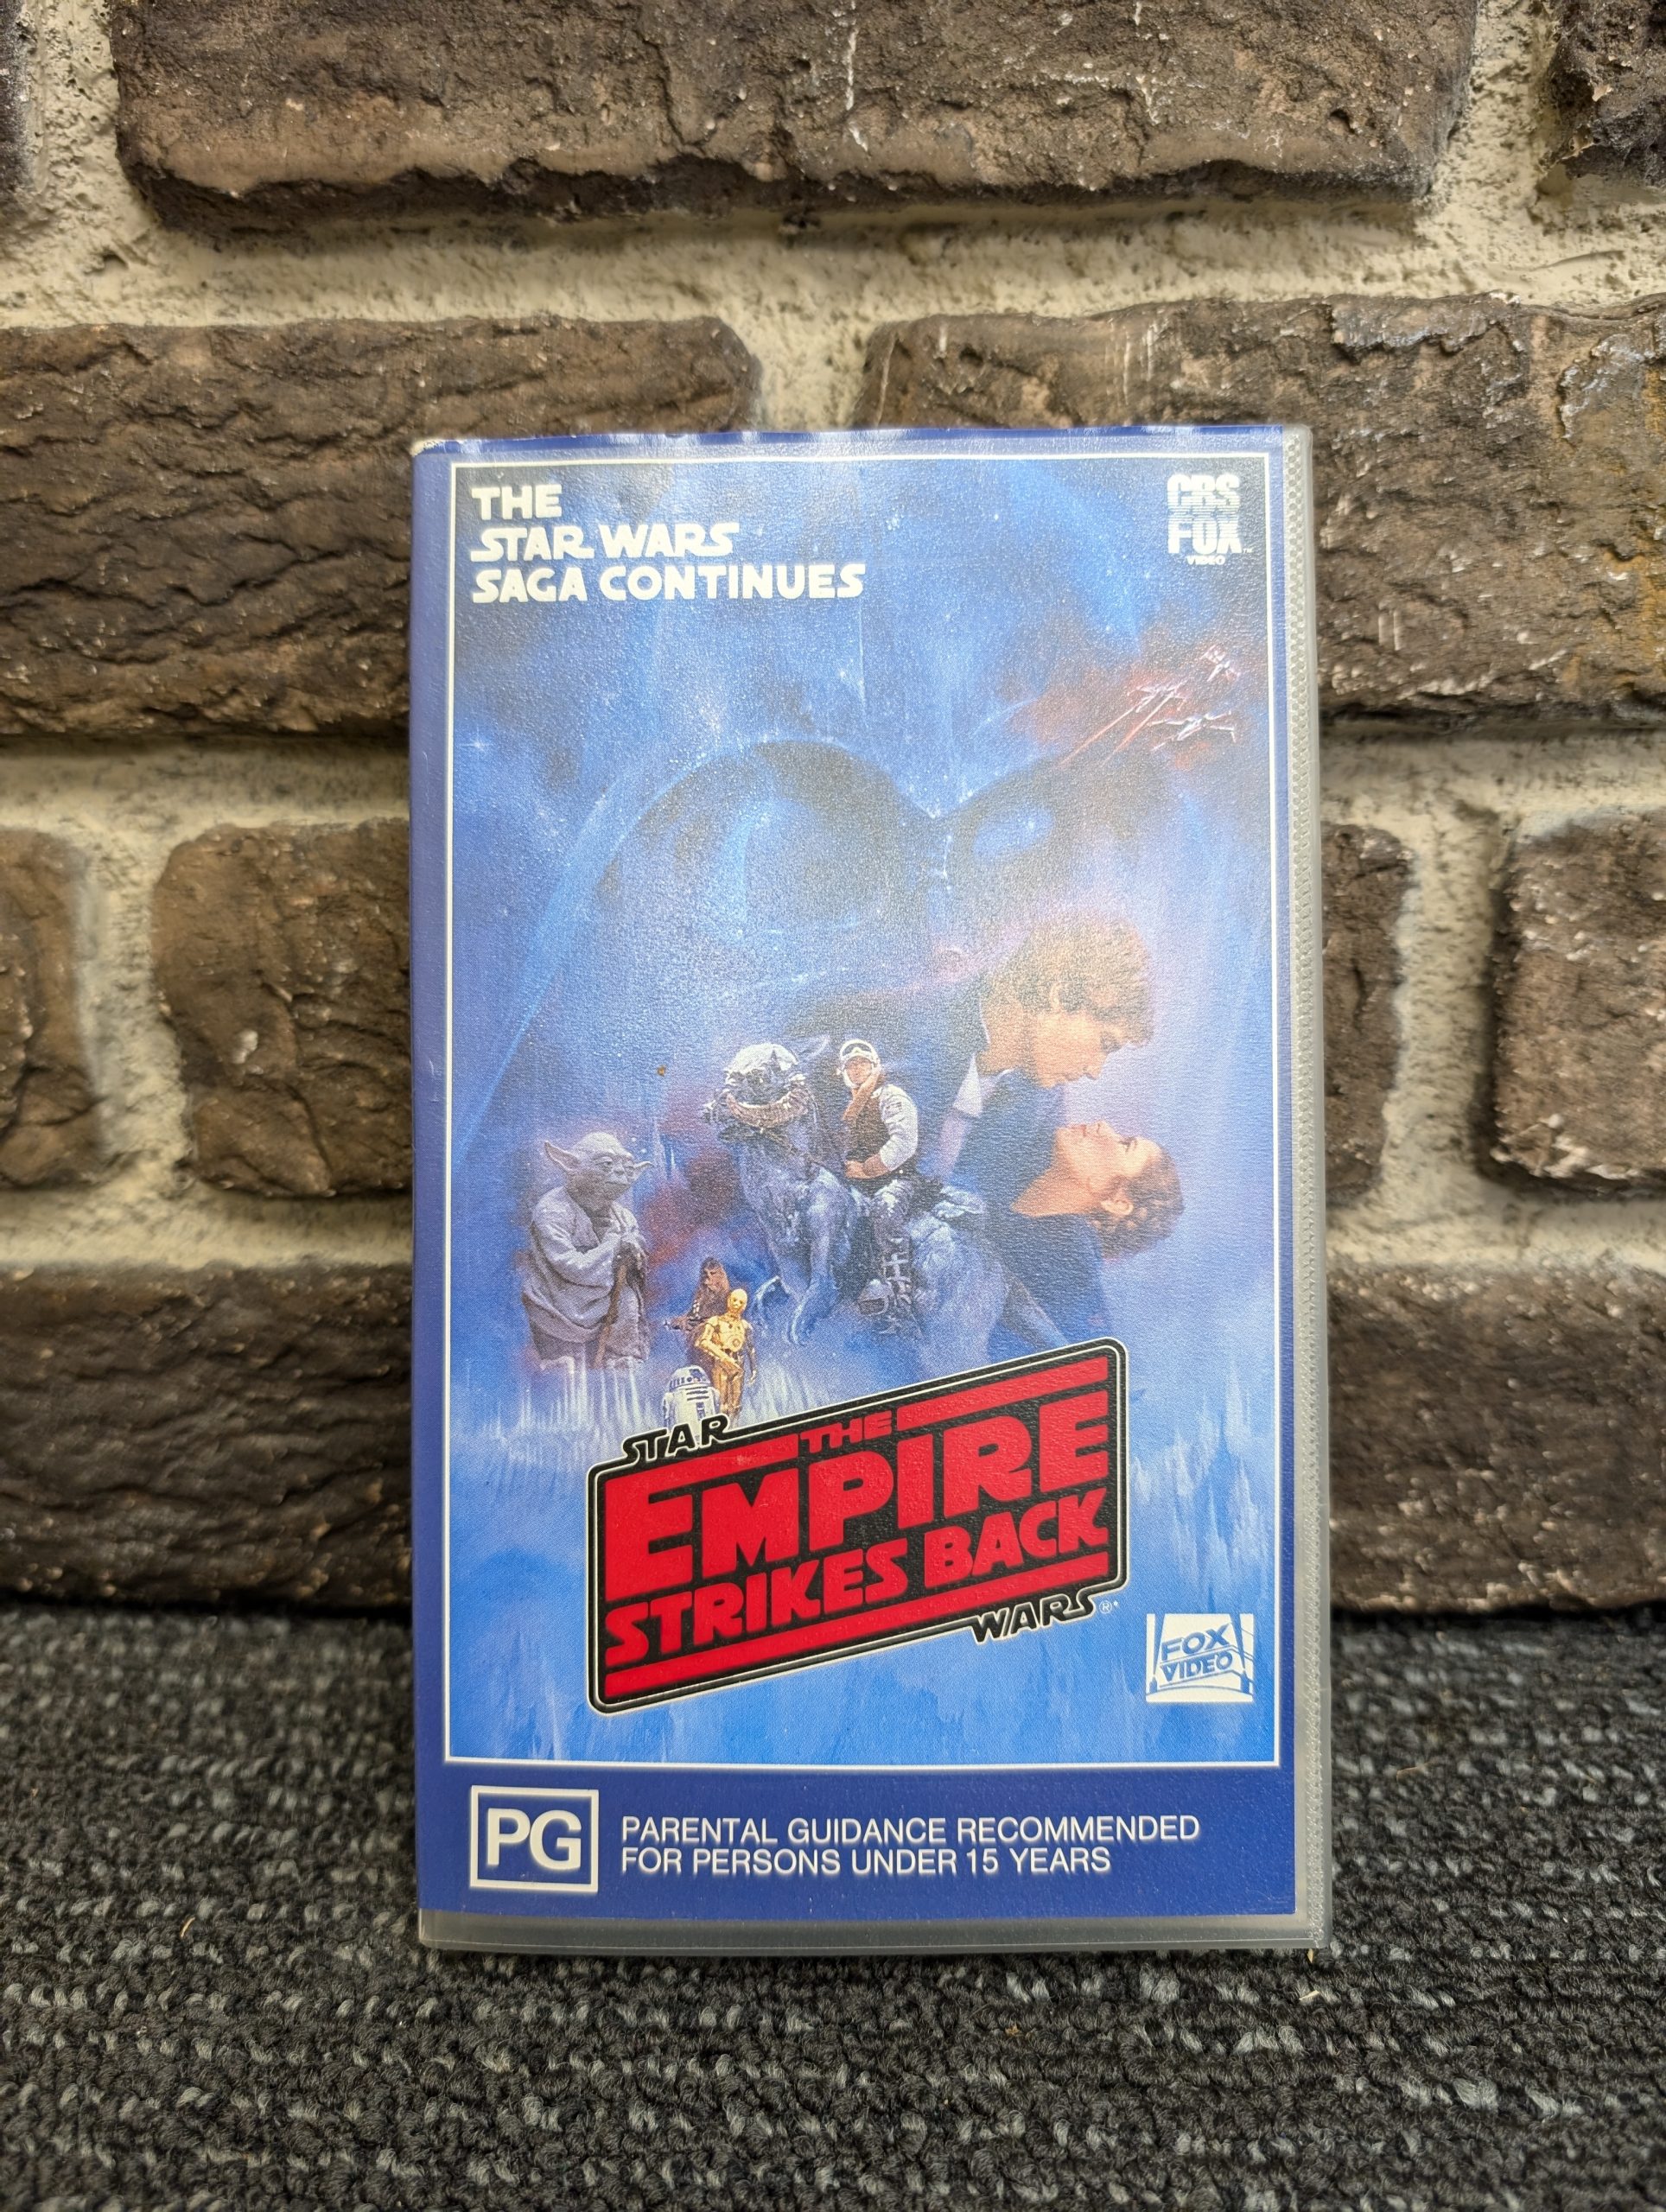 THE
STAR WARS
SAGA CONTINUES
CBS
FOX
VIDEO
™
STAR
THE
EMPIRE
STRIKES BACK
WARS®*
FOX
VIDEO
PG
PARENTAL GUIDANCE RECOMMENDED
FOR PERSONS UNDER 15 YEARS